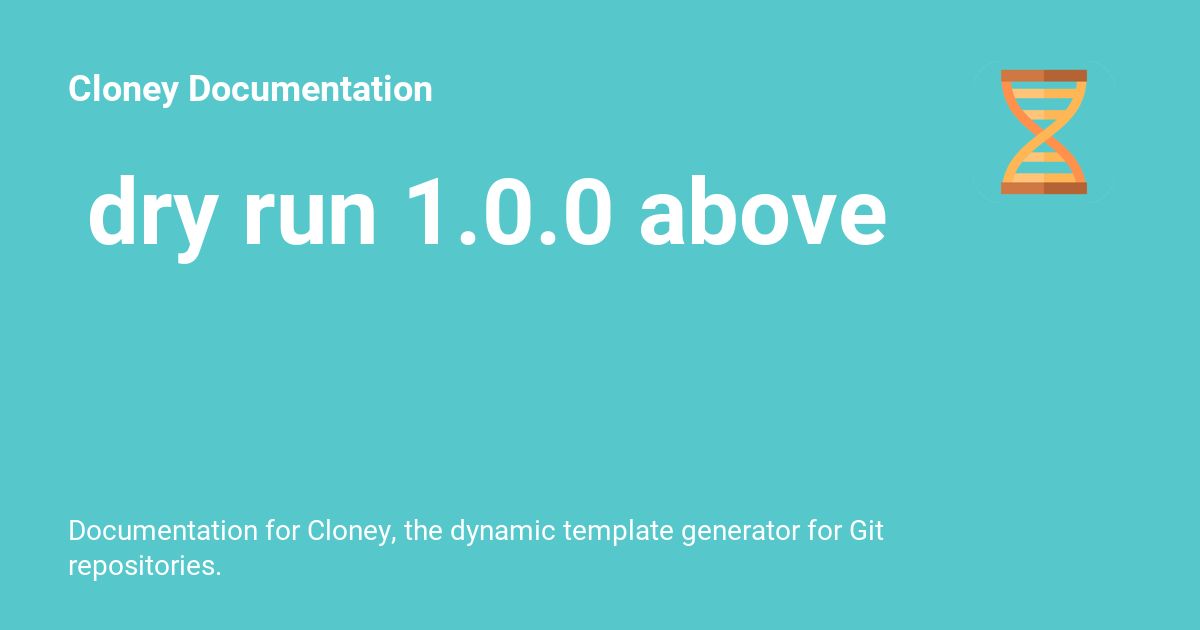 Cloney Documentation
dry run 1.0.0 above
Documentation for Cloney, the dynamic template generator for Git
repositories.